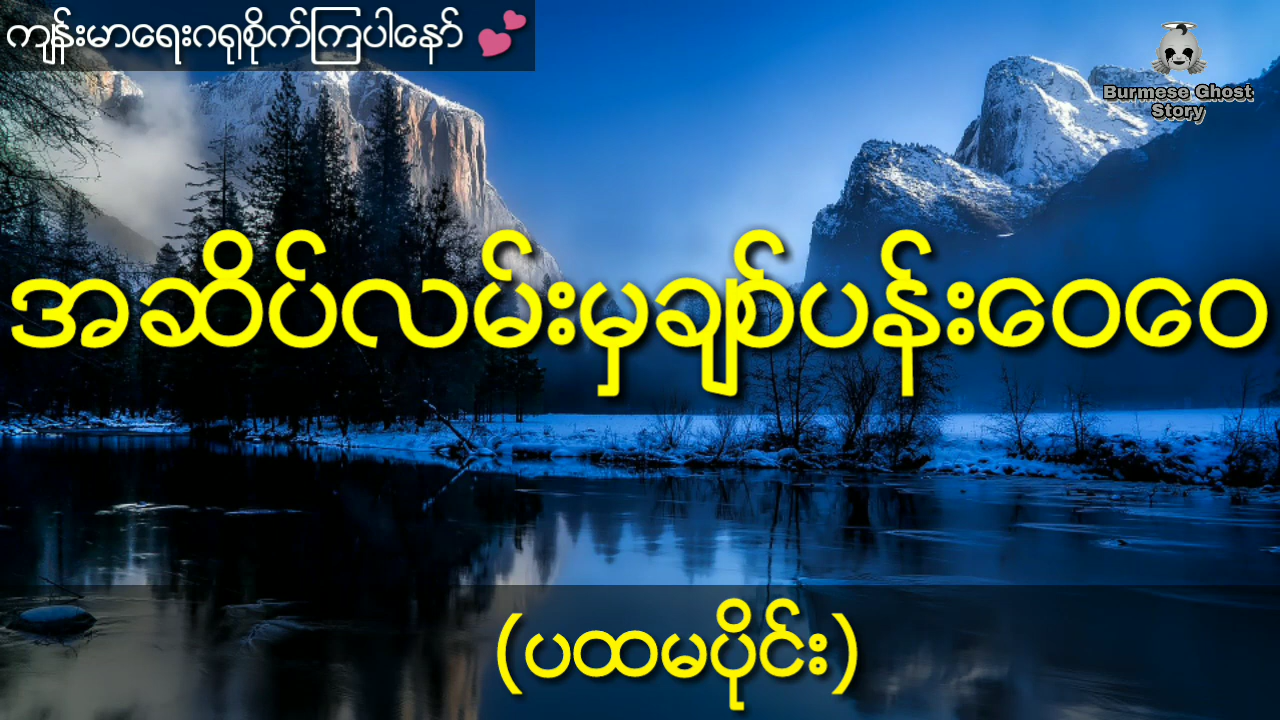 ကျန်းမာရေးဂရုစိုက်ကြပါနော် 💕
Burmese Ghost
Story
အဆိပ်လမ်းမှချစ်ပန်းဝေဝေ
(ပထမပိုင်း)